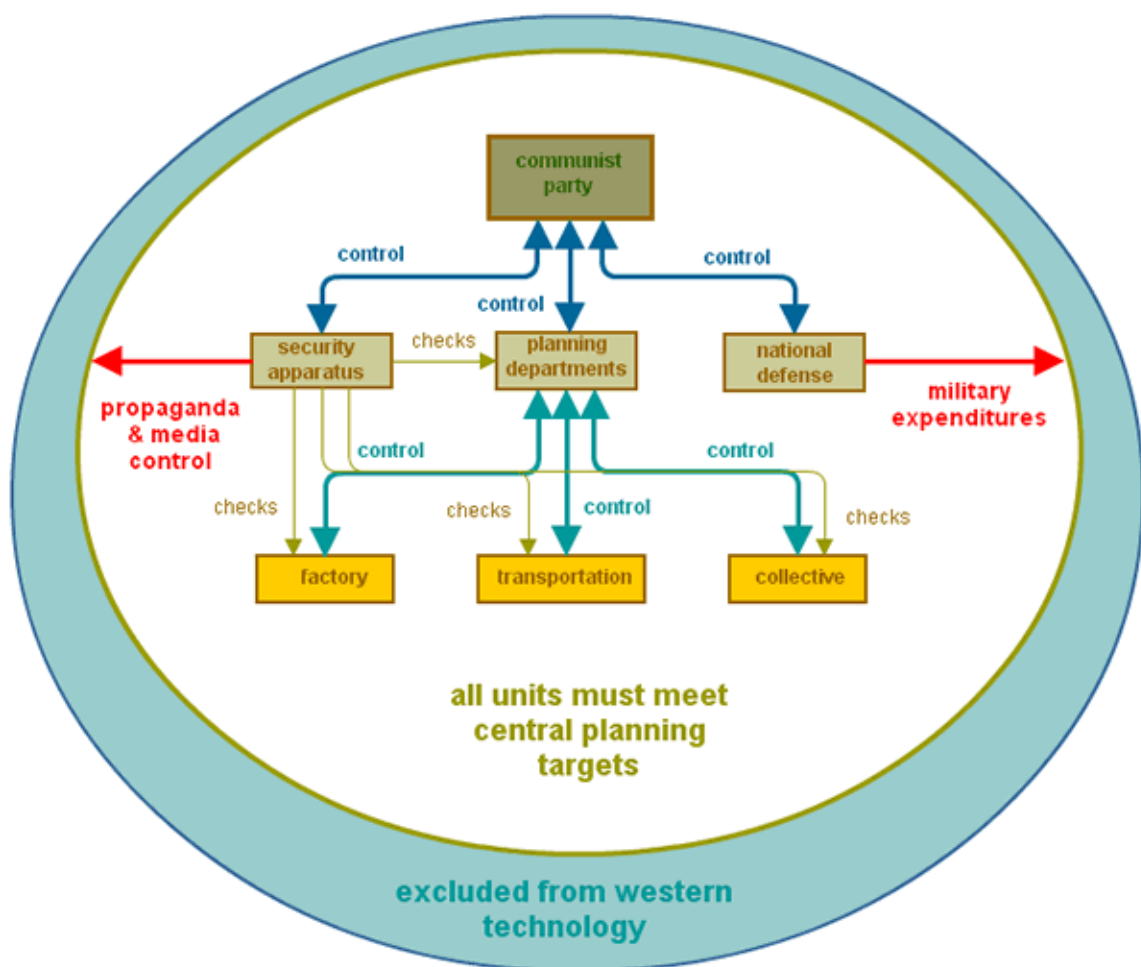 communist
party
control
control
control
security
apparatus
checks
planning
departments
national
defense
propaganda
& media
control
military
expenditures
control
control
checks
checks
control
checks
factory
transportation
collective
all units must meet
central planning
targets
excluded from western
technology